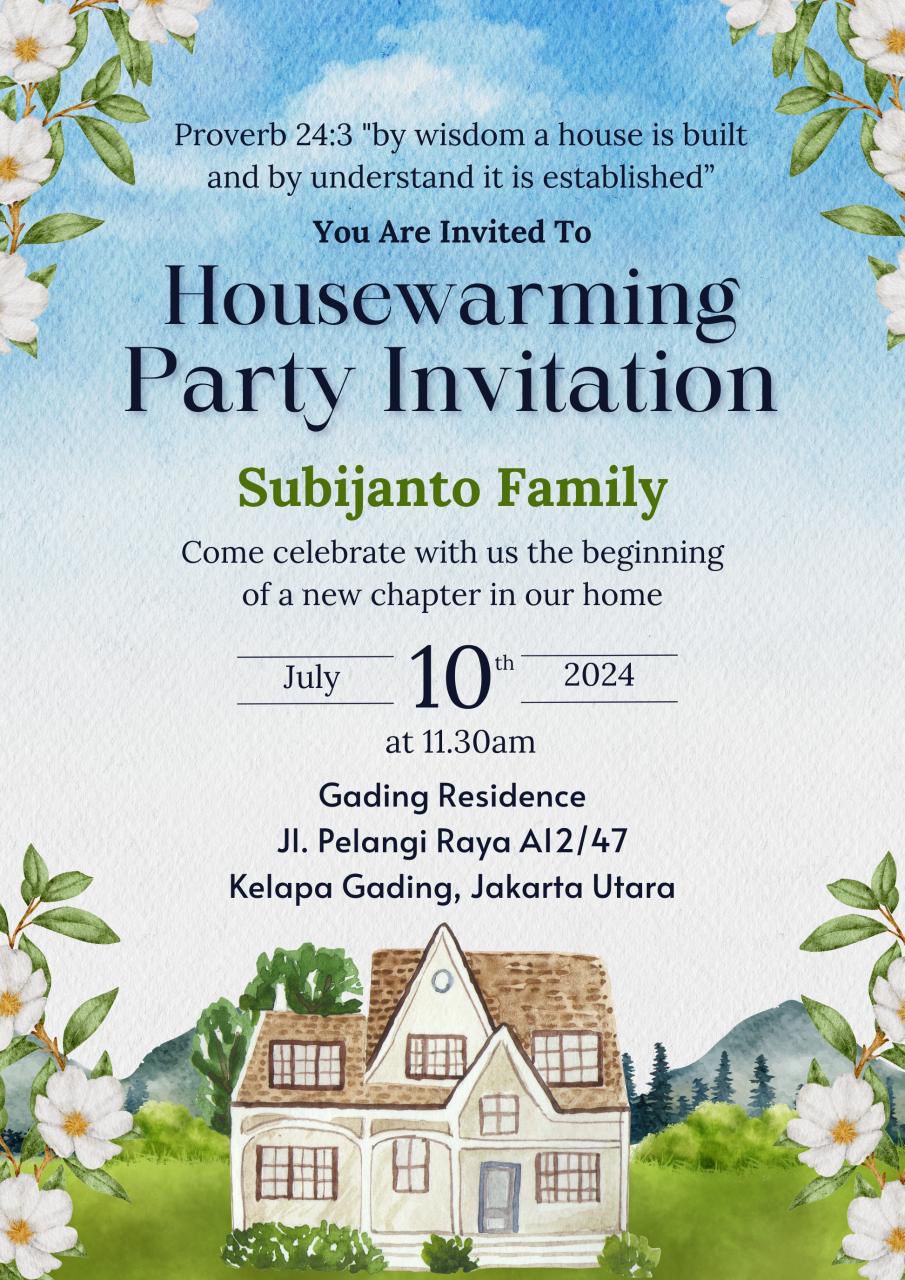 Proverb 24:3 "by wisdom a house is built
and by understand it is established”
You Are Invited To
Housewarming
Party Invitation
Subijanto Family
Come celebrate with us the beginning
of a new chapter in our home
July 10th 2024
at 11.30am
Gading Residence
Jl. Pelangi Raya A12/47
Kelapa Gading, Jakarta Utara